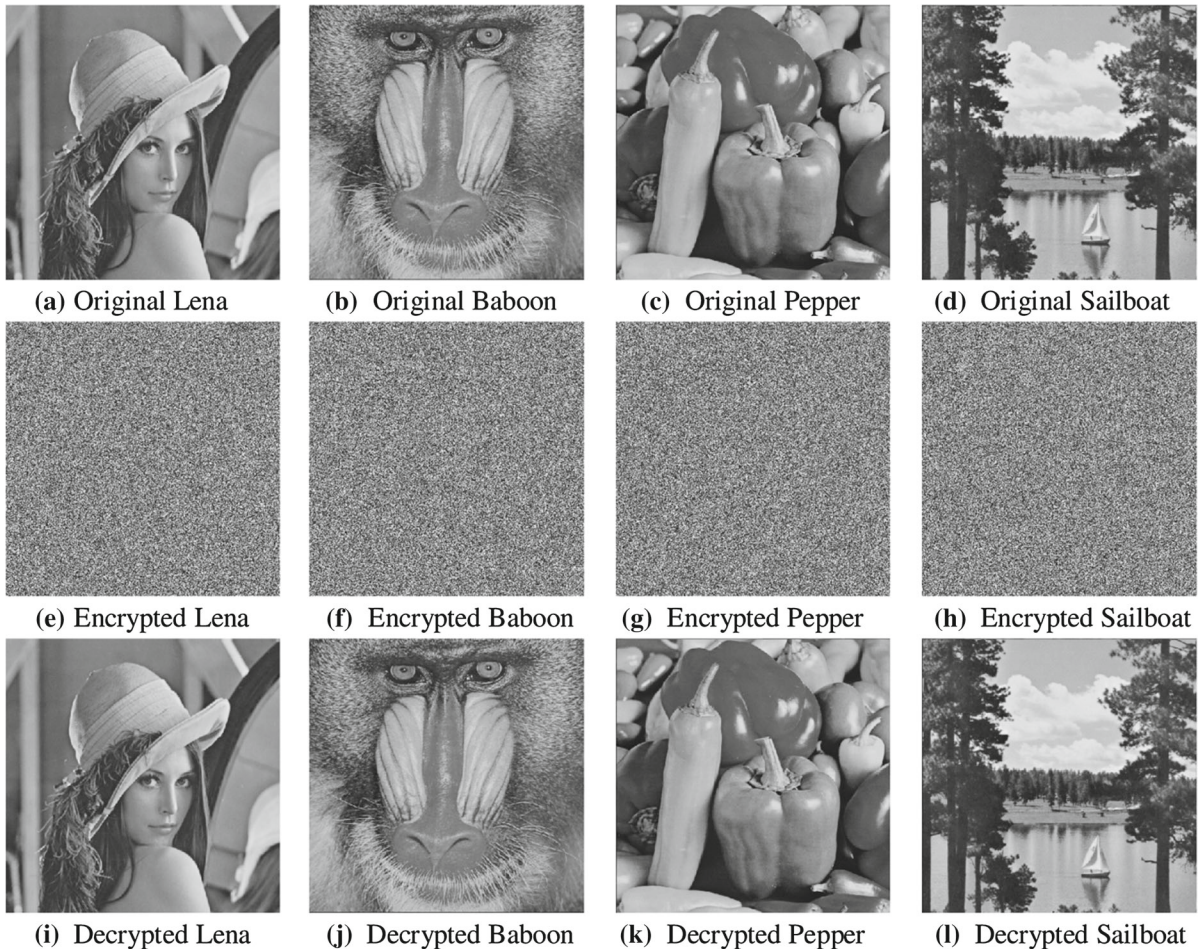 (a) Original Lena
(b) Original Baboon
(c) Original Pepper
(d) Original Sailboat
(e) Encrypted Lena
(f) Encrypted Baboon
(g) Encrypted Pepper
(h) Encrypted Sailboat
(i) Decrypted Lena
(j) Decrypted Baboon
(k) Decrypted Pepper
(l) Decrypted Sailboat